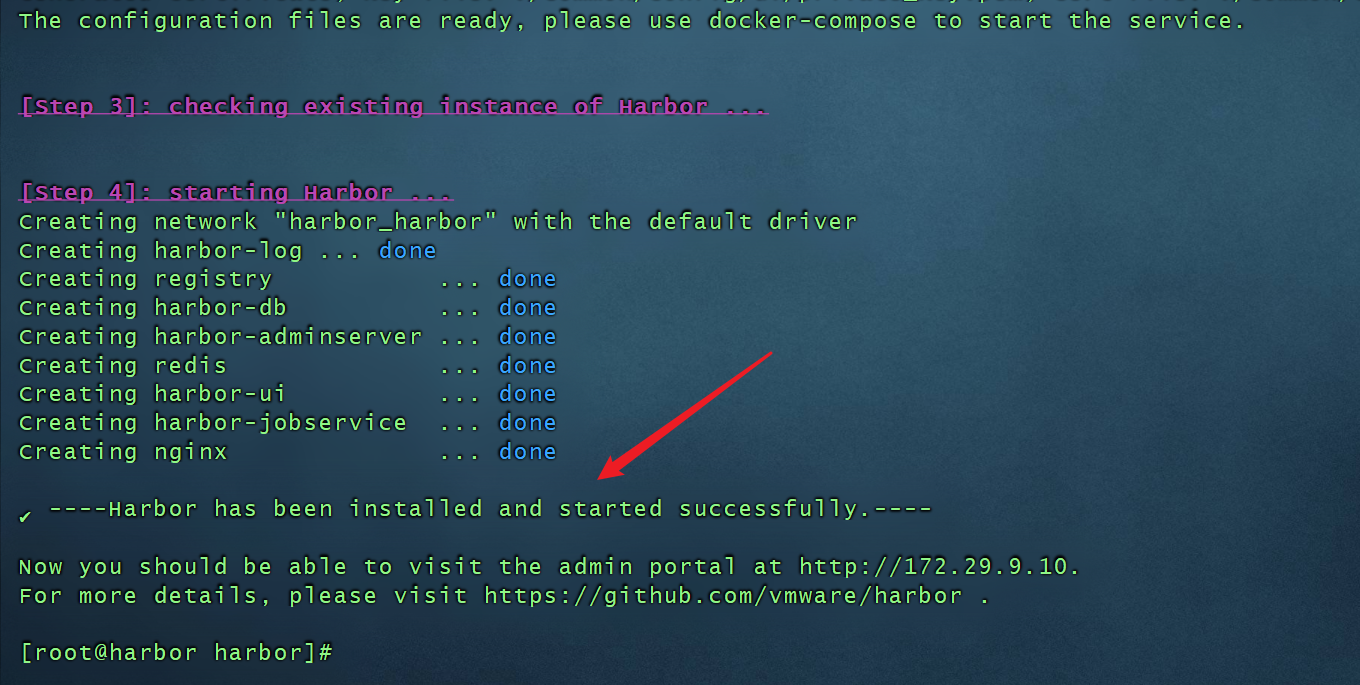 The configuration files are ready, please use docker-compose to start the service.
[Step 3]: checking existing instance of Harbor ...
[Step 4]: starting Harbor ...
Creating network "harbor_harbor" with the default driver
Creating harbor-log ... done
Creating registry ... done
Creating harbor-db ... done
Creating harbor-adminserver ... done
Creating redis ... done
Creating harbor-ui ... done
Creating harbor-jobservice ... done
Creating nginx ... done
✔ ----Harbor has been installed and started successfully.----
Now you should be able to visit the admin portal at http://172.29.9.10.
For more details, please visit https://github.com/vmware/harbor .
[root@harbor harbor]#